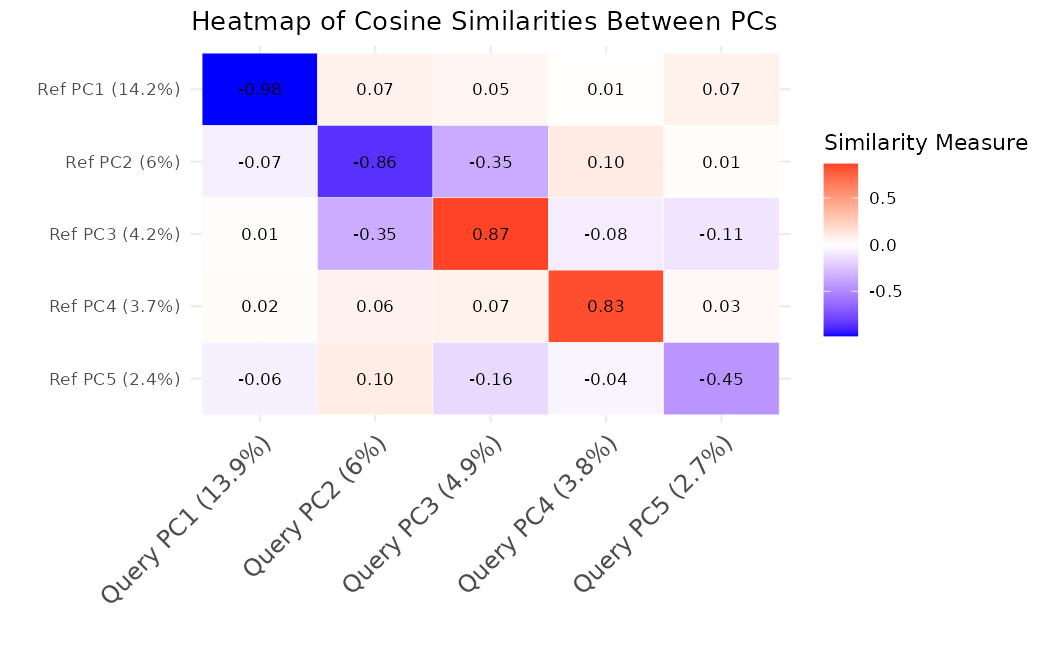 Heatmap of Cosine Similarities Between PCs
Ref PC1 (14.2%) -0.98 0.07 0.05 0.01 0.07
Ref PC2 (6%) -0.07 -0.86 -0.35 0.10 0.01
Ref PC3 (4.2%) 0.01 -0.35 0.87 -0.08 -0.11
Ref PC4 (3.7%) 0.02 0.06 0.07 0.83 0.03
Ref PC5 (2.4%) -0.06 0.10 -0.16 -0.04 -0.45
Query PC1 (13.9%)
Query PC2 (6%)
Query PC3 (4.9%)
Query PC4 (3.8%)
Query PC5 (2.7%)
Similarity Measure
0.5
0.0
-0.5